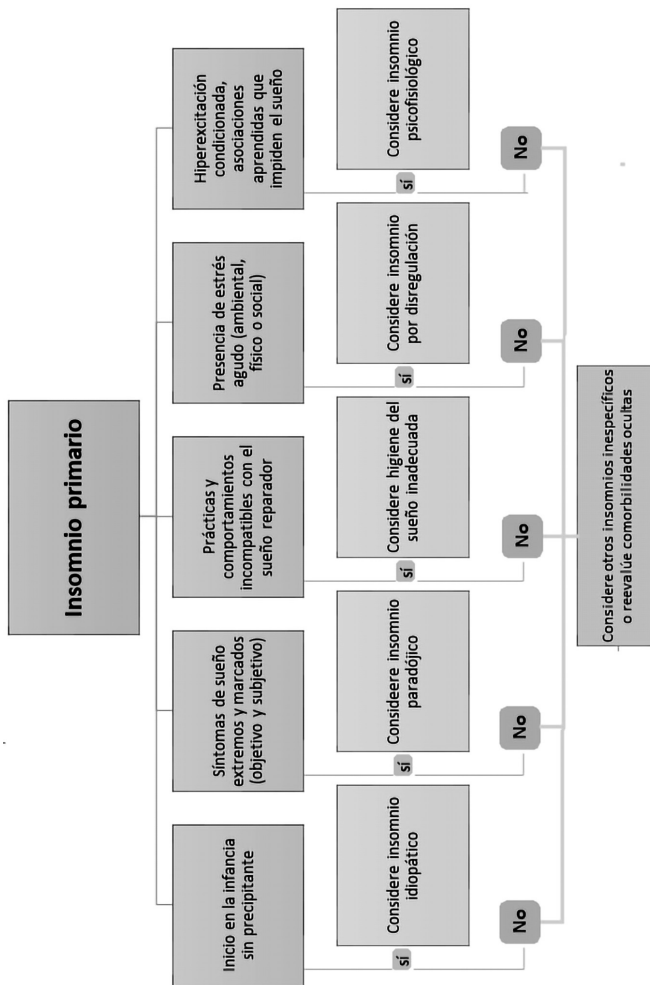 Insomnio primario
Inicio en la infancia
sin precipitante
Síntomas de sueño
extremos y marcados
(objetivo y subjetivo)
Prácticas y
comportamientos
incompatibles con el
sueño reparador
Presencia de estrés
agudo (ambiental,
físico o social)
Hiperexcitación
condicionada,
asociaciones
aprendidas que
impiden el sueño
sí
Considere insomnio
idiopático
sí
Consideere insomnio
paradójico
sí
Considere higiene del
sueño inadecuada
sí
Considere insomnio
por disregulación
sí
Considere insomnio
psicofisiológico
No
No
No
No
No
Considere otros insomnios inespecíficos
o reevalúe comorbilidades ocultas